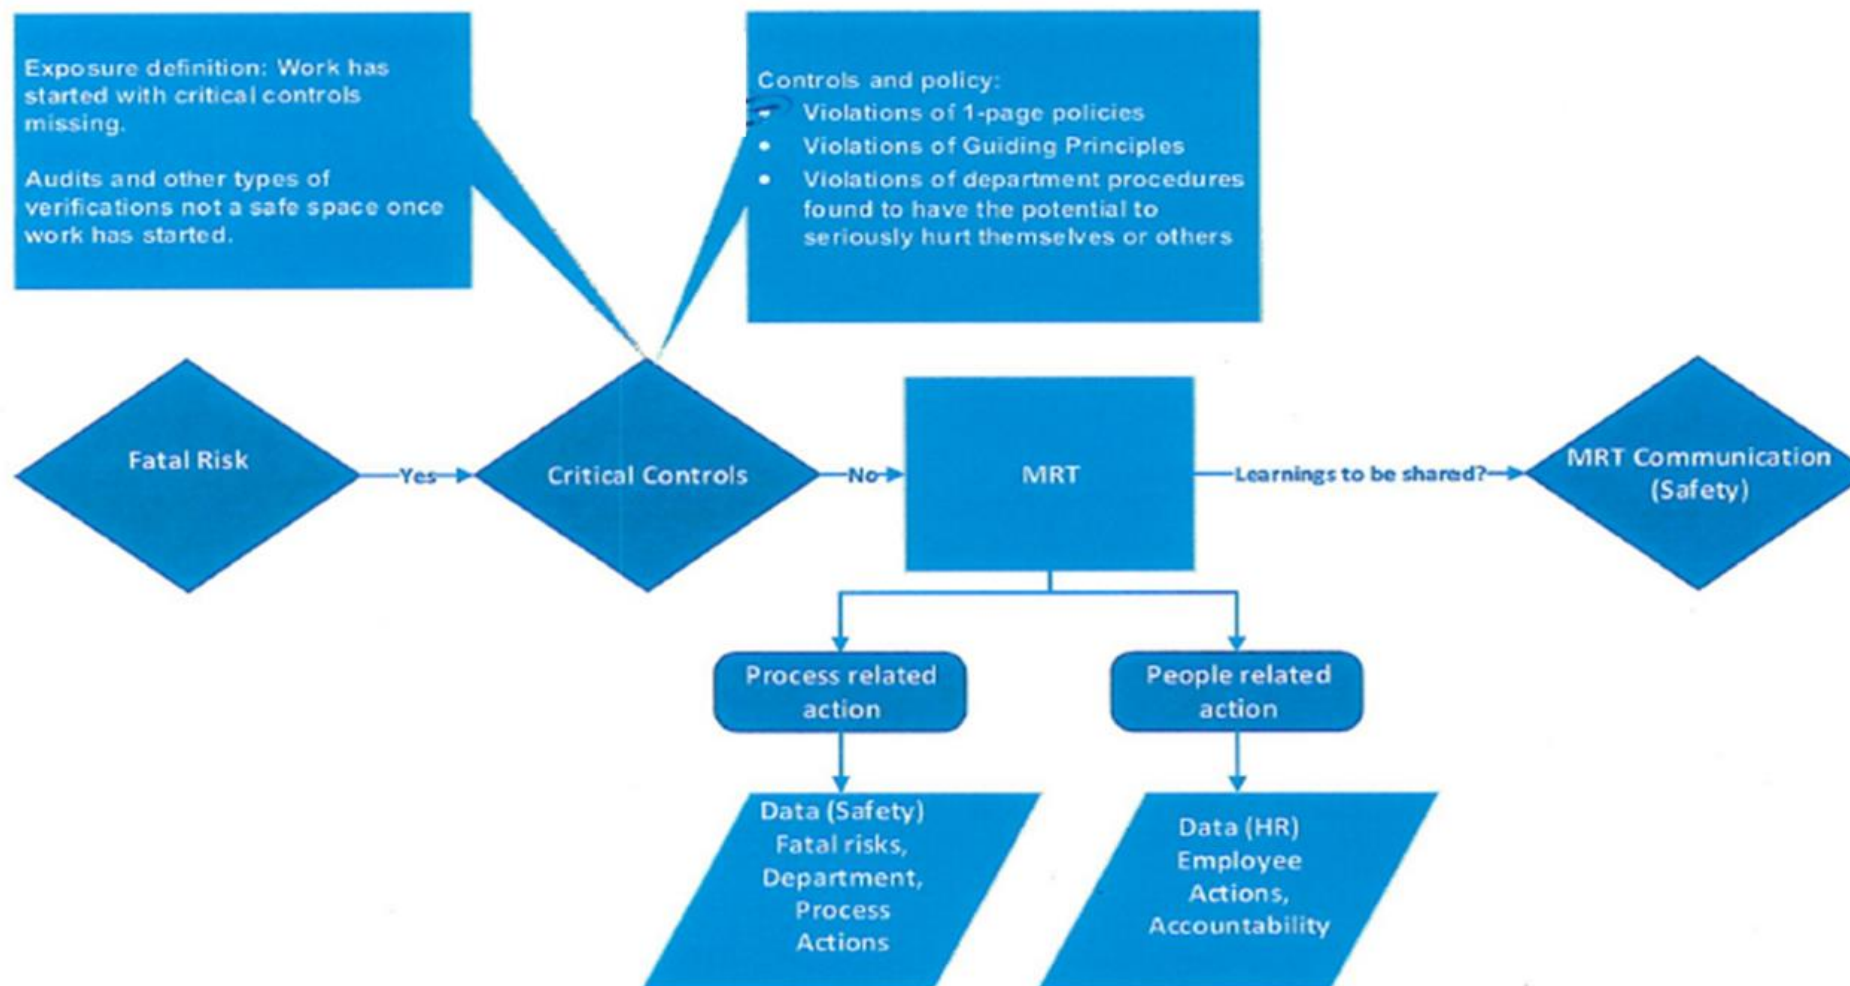 Exposure definition: Work has
started with critical controls
missing.
Audits and other types of
verifications not a safe space once
work has started.
Controls and policy:
• Violations of 1-page policies
• Violations of Guiding Principles
• Violations of department procedures
found to have the potential to
seriously hurt themselves or others
Fatal Risk
Yes
Critical Controls
No
MRT
Learnings to be shared?
MRT Communication
(Safety)
Process related
action
People related
action
Data (Safety)
Fatal risks,
Department,
Process
Actions
Data (HR)
Employee
Actions,
Accountability